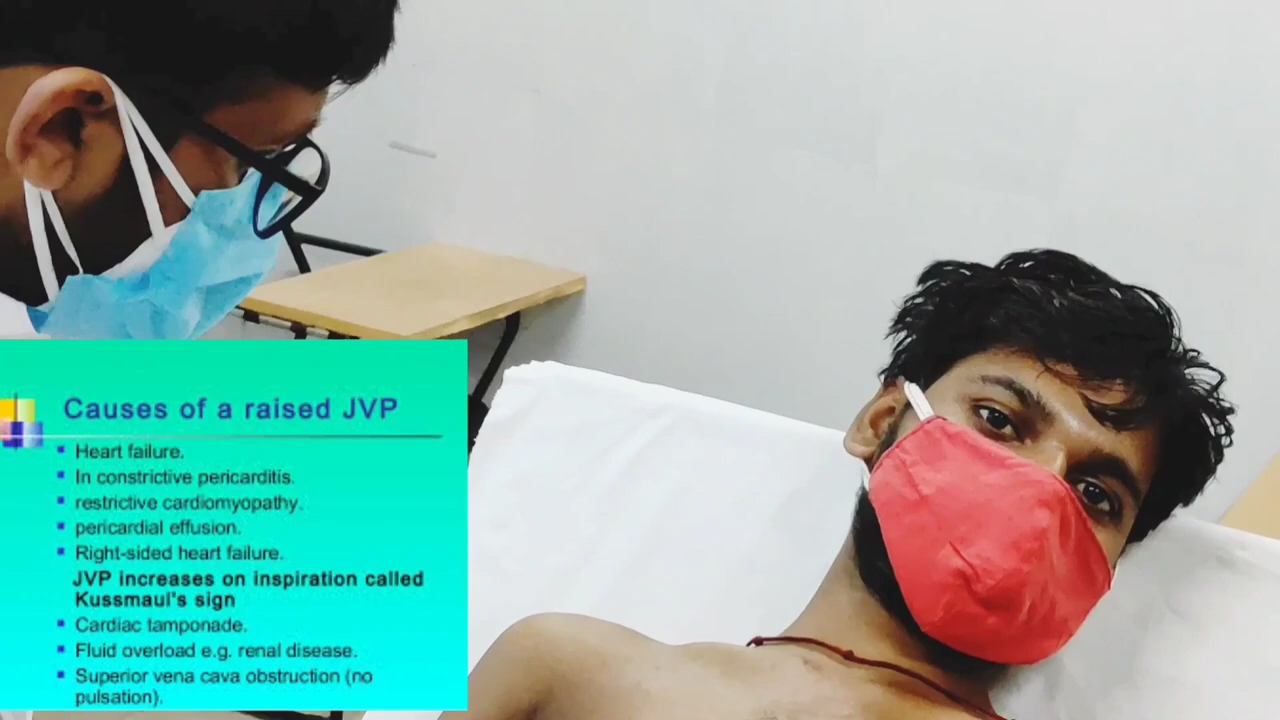 Causes of a raised JVP
Heart failure.
In constrictive pericarditis.
restrictive cardiomyopathy.
pericardial effusion.
Right-sided heart failure.
JVP increases on inspiration called
Kussmaul's sign
Cardiac tamponade.
Fluid overload e.g. renal disease.
Superior vena cava obstruction (no
pulsation).